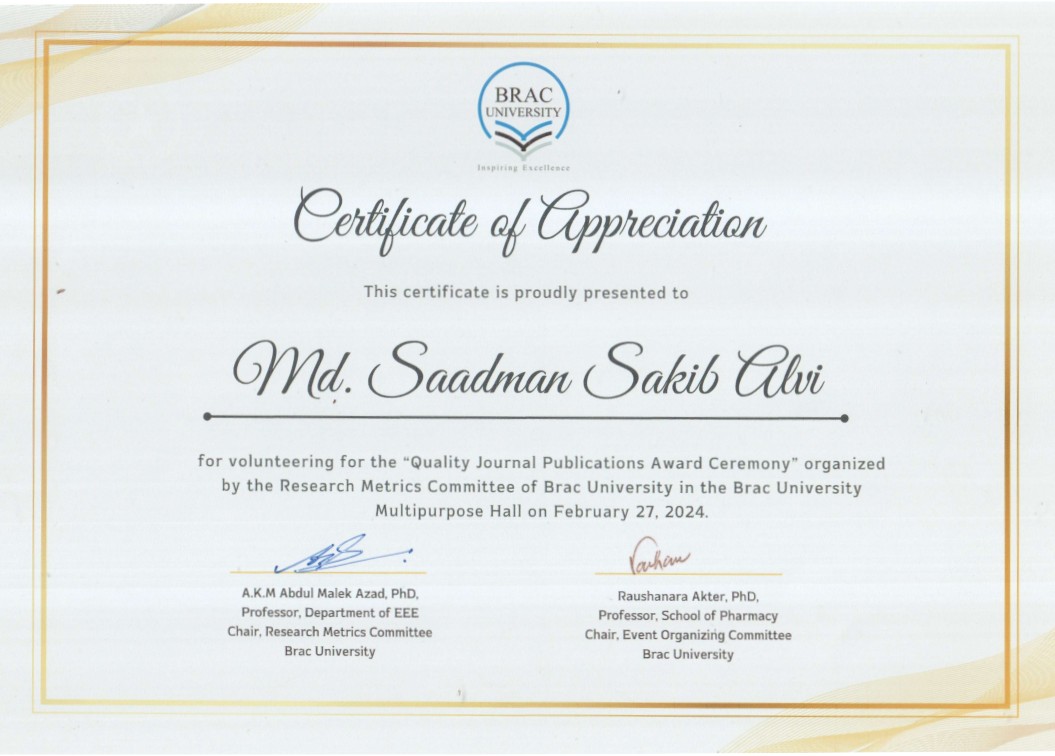 BRAC
UNIVERSITY
Inspiring Excellence
Certificate of Appreciation
This certificate is proudly presented to
Md. Saadman Sakib Alvi
for volunteering for the “Quality Journal Publications Award Ceremony” organized
by the Research Metrics Committee of Brac University in the Brac University
Multipurpose Hall on February 27, 2024.
A.K.M Abdul Malek Azad, PhD,
Professor, Department of EEE
Chair, Research Metrics Committee
Brac University
Raushanara Akter, PhD,
Professor, School of Pharmacy
Chair, Event Organizing Committee
Brac University